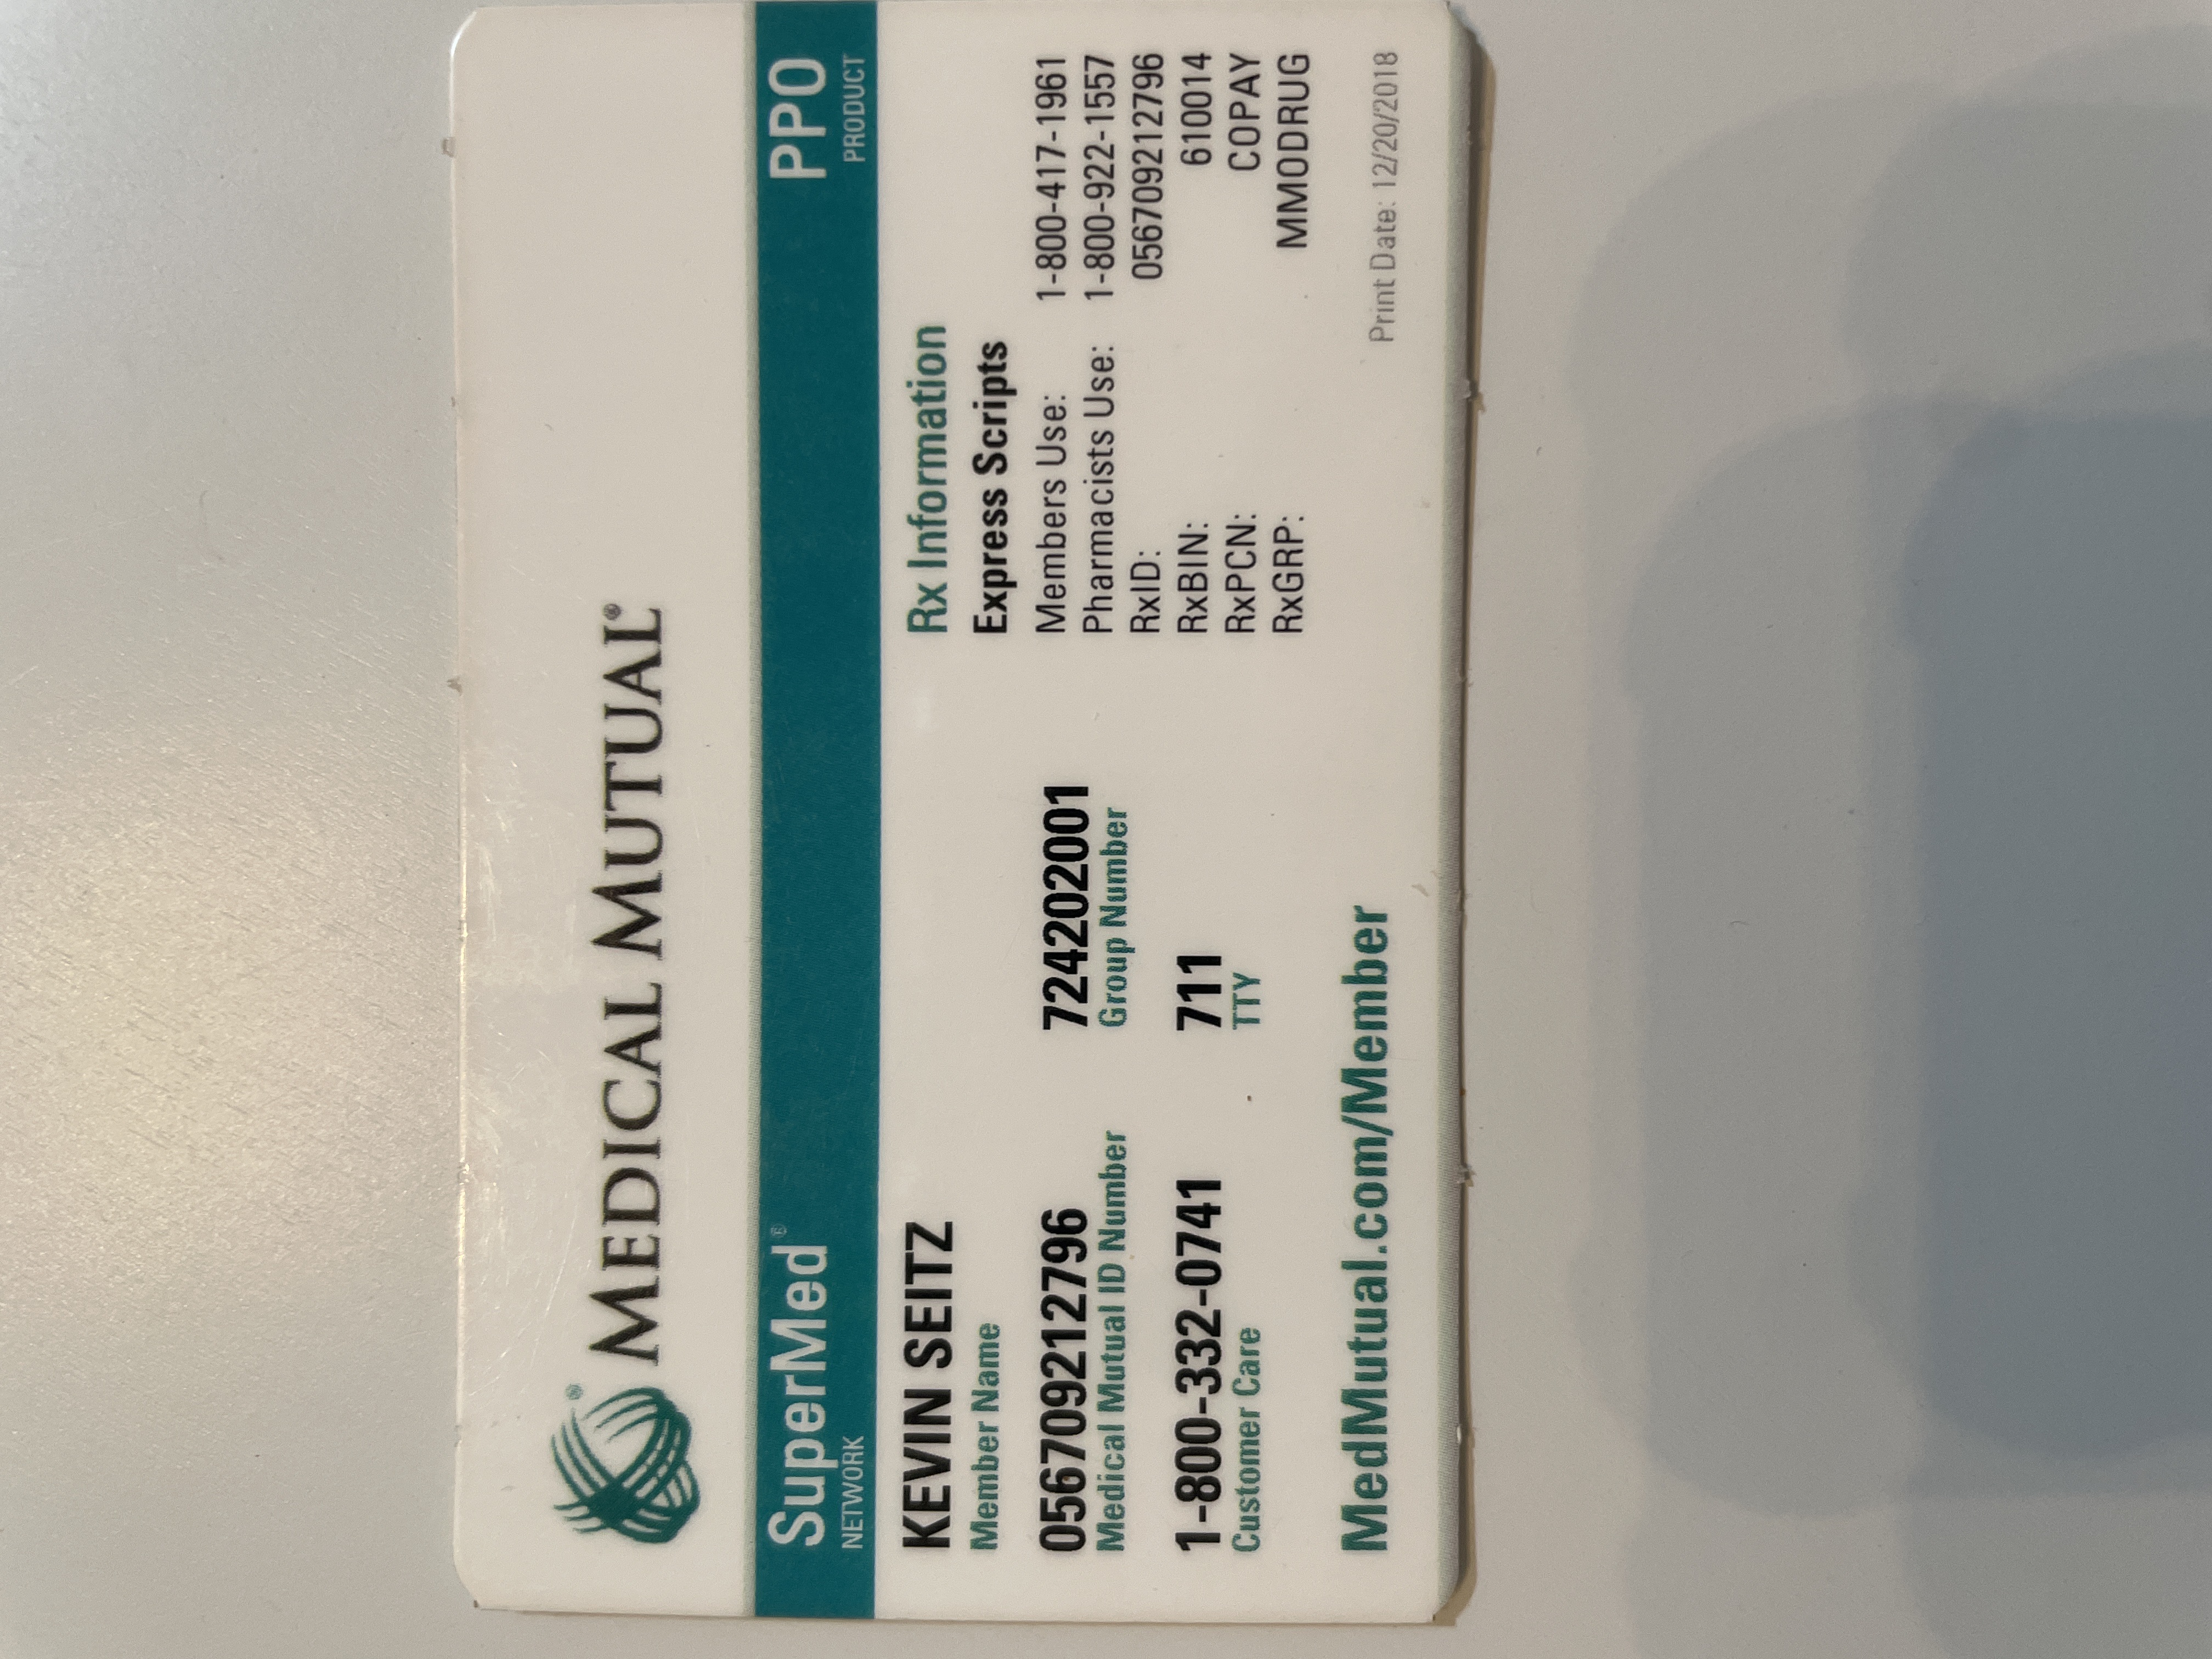 MEDICAL MUTUAL®
SuperMed® PPO
NETWORK PRODUCT
KEVIN SEITZ
Member Name
056709212796 724202001
Medical Mutual ID Number Group Number
1-800-332-0741 711
Customer Care TTY
MedMutual.com/Member
Rx Information
Express Scripts
Members Use: 1-800-417-1961
Pharmacists Use: 1-800-922-1557
RxID: 056709212796
RxBIN: 610014
RxPCN: COPAY
RxGRP: MMODRUG
Print Date: 12/20/2018